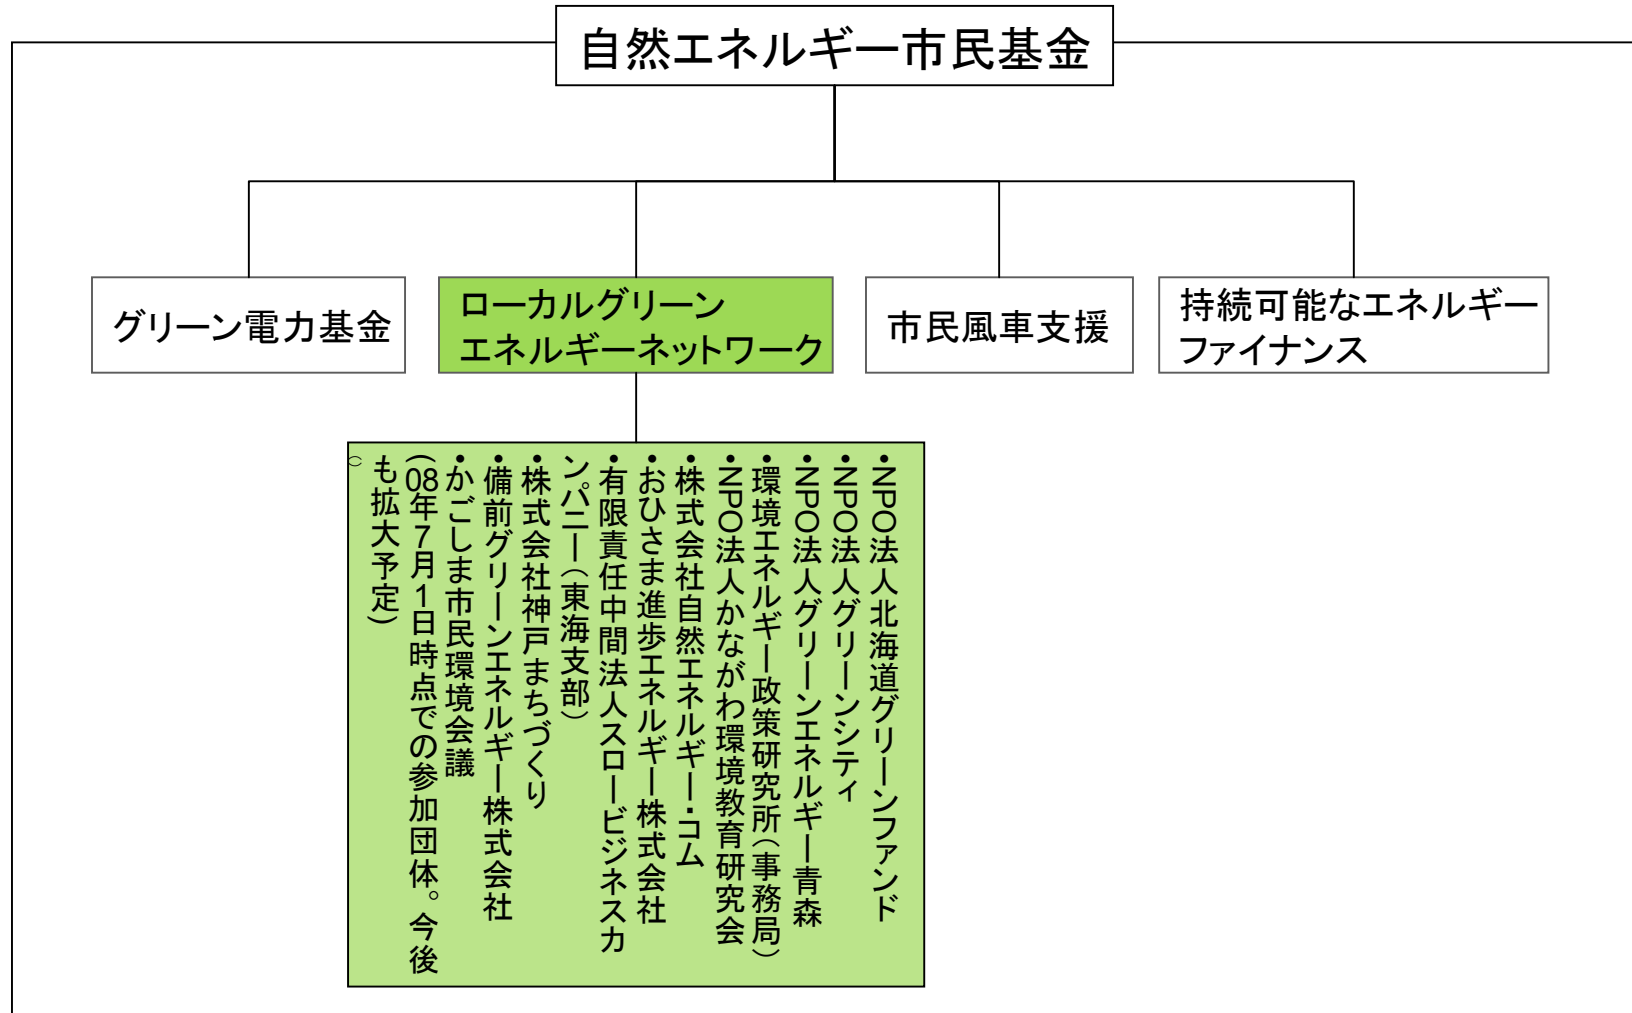 自然エネルギー市民基金
グリーン電力基金
ローカルグリーン
エネルギーネットワーク
市民風車支援
持続可能なエネルギー
ファイナンス
・NPO法人北海道グリーンファンド
・NPO法人グリーンシティ
・NPO法人グリーンエネルギー青森
・環境エネルギー政策研究所（事務局）
・NPO法人かながわ環境教育研究会
・株式会社自然エネルギー・コム
・おひさま進歩エネルギー株式会社
・有限責任中間法人スロービジネスカ
ンパニー（東海支部）
・株式会社神戸まちづくり
・備前グリーンエネルギー株式会社
・かごしま市民環境会議
（08年7月1日時点での参加団体。今後
も拡大予定）